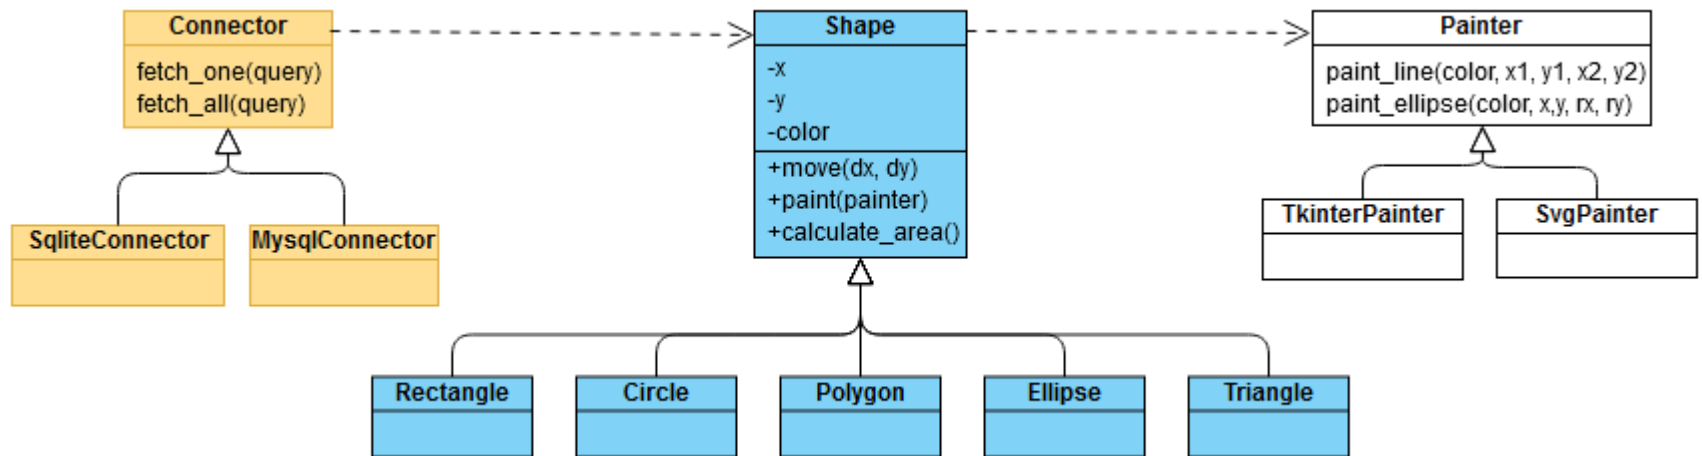 Connector
fetch_one(query)
fetch_all(query)
SqliteConnector
MysqlConnector
Shape
-x
-y
-color
+move(dx, dy)
+paint(painter)
+calculate_area()
Rectangle
Circle
Polygon
Ellipse
Triangle
Painter
paint_line(color, x1, y1, x2, y2)
paint_ellipse(color, x,y, rx, ry)
TkinterPainter
SvgPainter